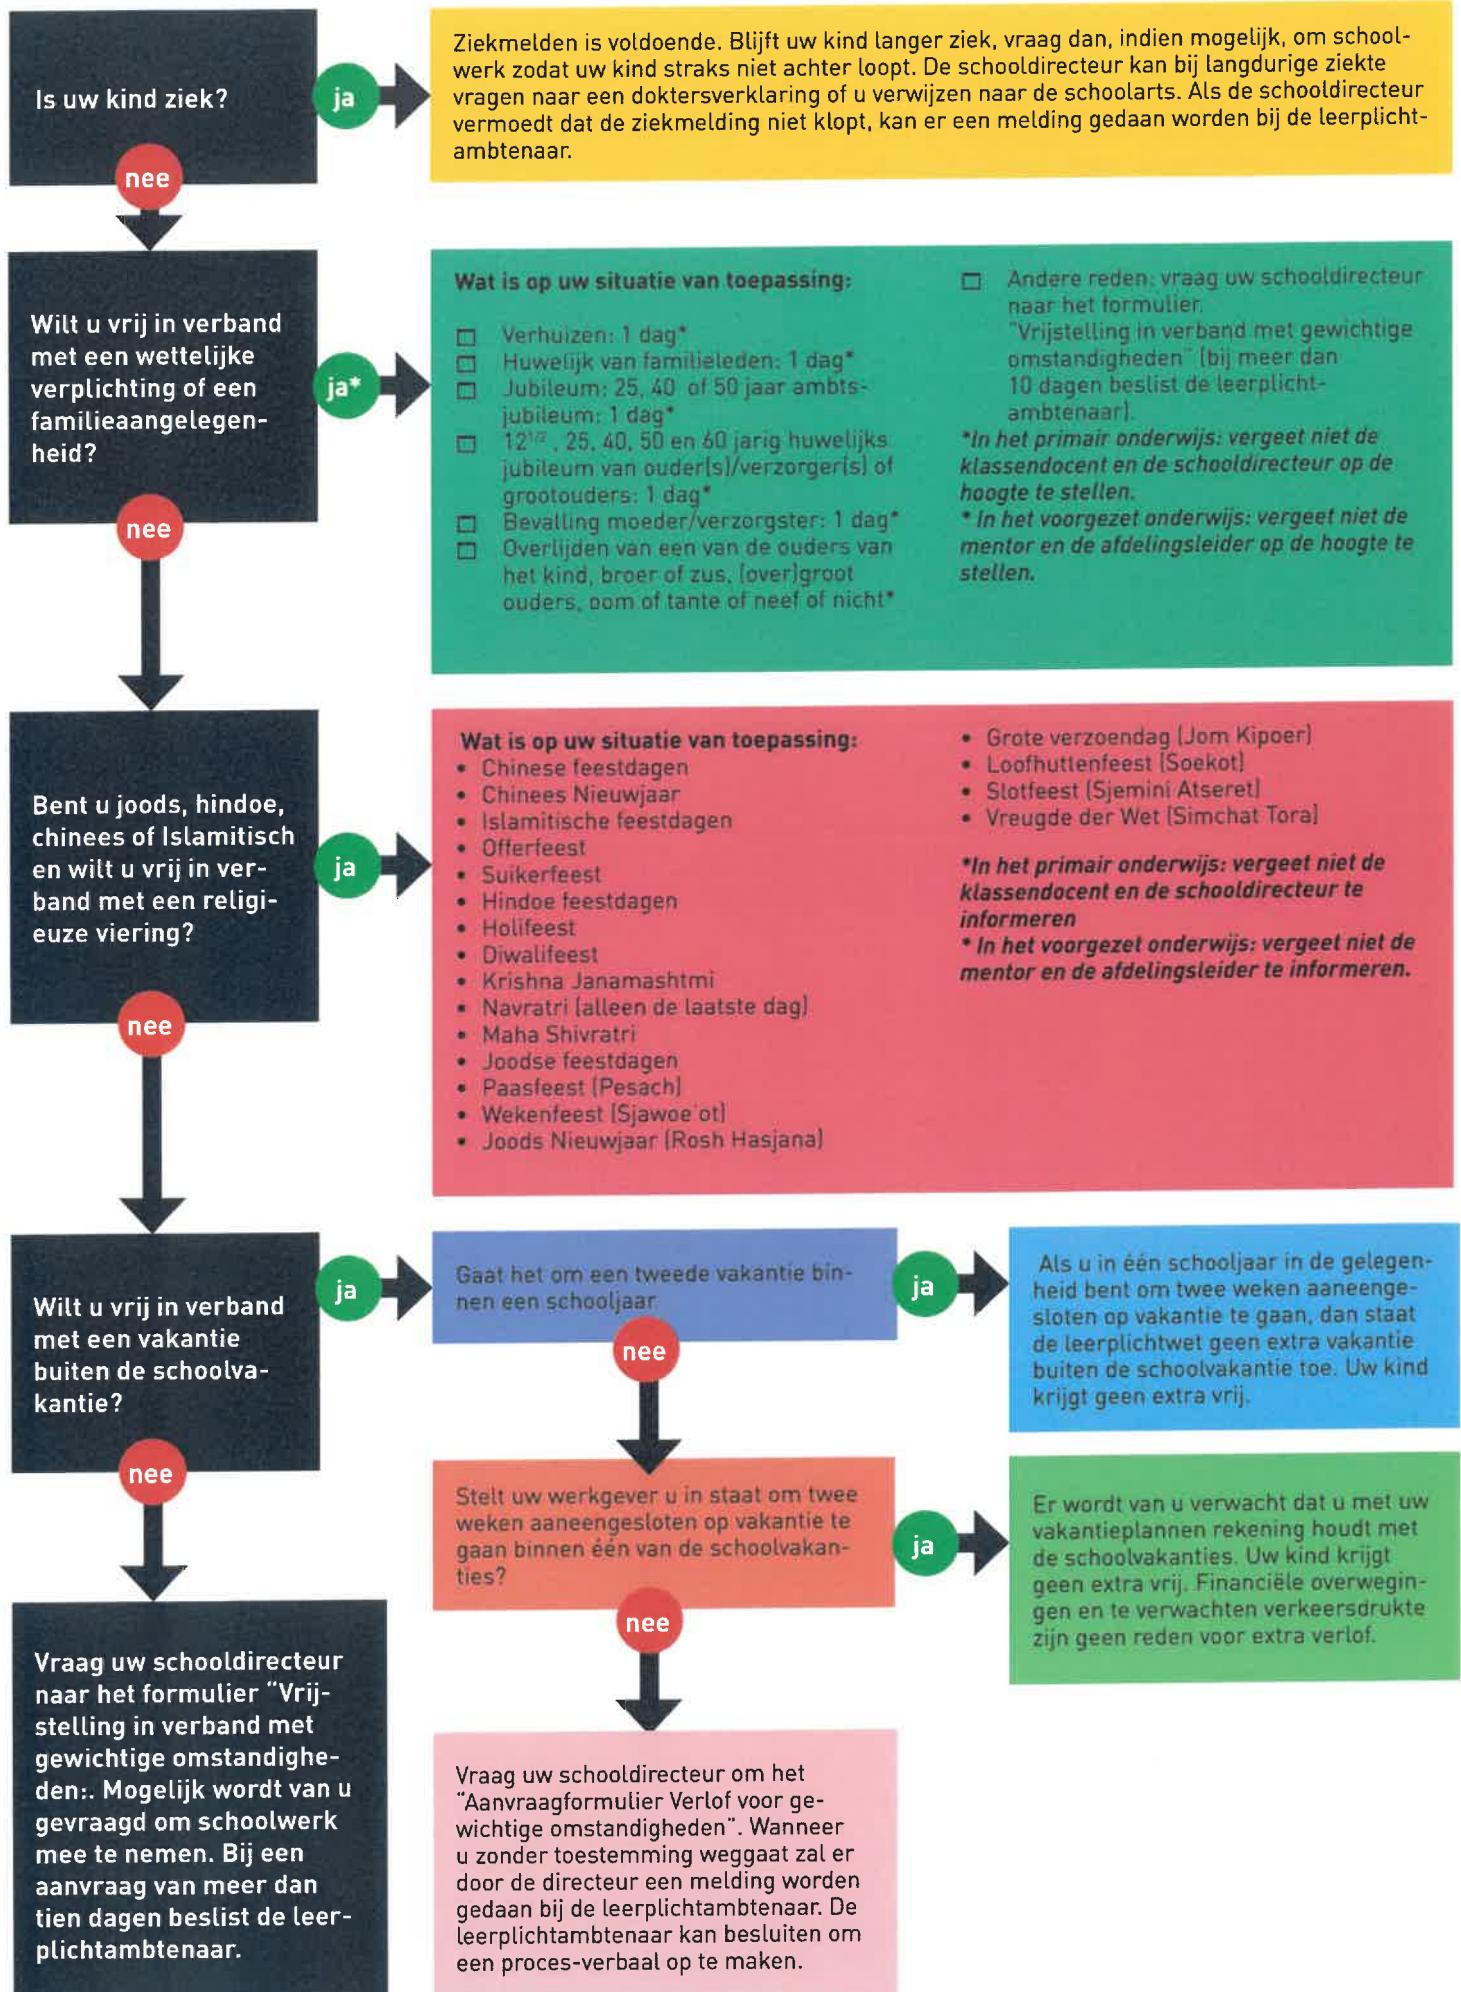 Is uw kind ziek?
ja
Ziekmelden is voldoende. Blijft uw kind langer ziek, vraag dan, indien mogelijk, om school-
werk zodat uw kind straks niet achter loopt. De schooldirecteur kan bij langdurige ziekte
vragen naar een doktersverklaring of u verwijzen naar de schoolarts. Als de schooldirecteur
vermoedt dat de ziekmelding niet klopt, kan er een melding gedaan worden bij de leerplicht-
ambtenaar.
nee
Wilt u vrij in verband
met een wettelijke
verplichting of een
familieaangelegen-
heid?
ja*
Wat is op uw situatie van toepassing:
Verhuizen: 1 dag*
Huwelijk van familieleden: 1 dag*
Jubileum: 25, 40 of 50 jaar ambts-
jubileum: 1 dag*
12 1/2 , 25, 40, 50 en 60 jarig huwelijks
jubileum van ouder(s)/verzorger(s) of
grootouders: 1 dag*
Bevalling moeder/verzorgster: 1 dag*
Overlijden van een van de ouders van
het kind, broer of zus, (over)groot
ouders, oom of tante of neef of nicht*
Andere reden: vraag uw schooldirecteur
naar het formulier.
"Vrijstelling in verband met gewichtige
omstandigheden" (bij meer dan
10 dagen beslist de leerplicht-
ambtenaar).
*In het primair onderwijs: vergeet niet de
klassendocent en de schooldirecteur op de
hoogte te stellen.
* In het voorgezet onderwijs: vergeet niet de
mentor en de afdelingsleider op de hoogte te
stellen.
nee
Bent u joods, hindoe,
chinees of Islamitisch
en wilt u vrij in ver-
band met een religi-
euze viering?
ja
Wat is op uw situatie van toepassing:
• Chinese feestdagen
• Chinees Nieuwjaar
• Islamitische feestdagen
• Offerfeest
• Suikerfeest
• Hindoe feestdagen
• Holifeest
• Diwalifeest
• Krishna Janamashtmi
• Navratri (alleen de laatste dag)
• Maha Shivratri
• Joodse feestdagen
• Paasfeest (Pesach)
• Wekenfeest (Sjawoe'ot)
• Joods Nieuwjaar (Rosh Hasjana)
• Grote verzoendag (Jom Kipoer)
• Loofhuttenfeest (Soekot)
• Slotfeest (Sjemini Atseret)
• Vreugde der Wet (Simchat Tora)
*In het primair onderwijs: vergeet niet de
klassendocent en de schooldirecteur te
informeren
* In het voorgezet onderwijs: vergeet niet de
mentor en de afdelingsleider te informeren.
nee
Wilt u vrij in verband
met een vakantie
buiten de schoolva-
kantie?
ja
Gaat het om een tweede vakantie bin-
nen een schooljaar
ja
Als u in één schooljaar in de gelegen-
heid bent om twee weken aaneenge-
sloten op vakantie te gaan, dan staat
de leerplichtwet geen extra vakantie
buiten de schoolvakantie toe. Uw kind
krijgt geen extra vrij.
nee
Stelt uw werkgever u in staat om twee
weken aaneengesloten op vakantie te
gaan binnen één van de schoolvakan-
ties?
ja
Er wordt van u verwacht dat u met uw
vakantieplannen rekening houdt met
de schoolvakanties. Uw kind krijgt
geen extra vrij. Financiële overwegin-
gen en te verwachten verkeersdrukte
zijn geen reden voor extra verlof.
nee
Vraag uw schooldirecteur om het
"Aanvraagformulier Verlof voor ge-
wichtige omstandigheden". Wanneer
u zonder toestemming weggaat zal er
door de directeur een melding worden
gedaan bij de leerplichtambtenaar. De
leerplichtambtenaar kan besluiten om
een proces-verbaal op te maken.
nee
Vraag uw schooldirecteur
naar het formulier "Vrij-
stelling in verband met
gewichtige omstandighe-
den:. Mogelijk wordt van u
gevraagd om schoolwerk
mee te nemen. Bij een
aanvraag van meer dan
tien dagen beslist de leer-
plichtambtenaar.